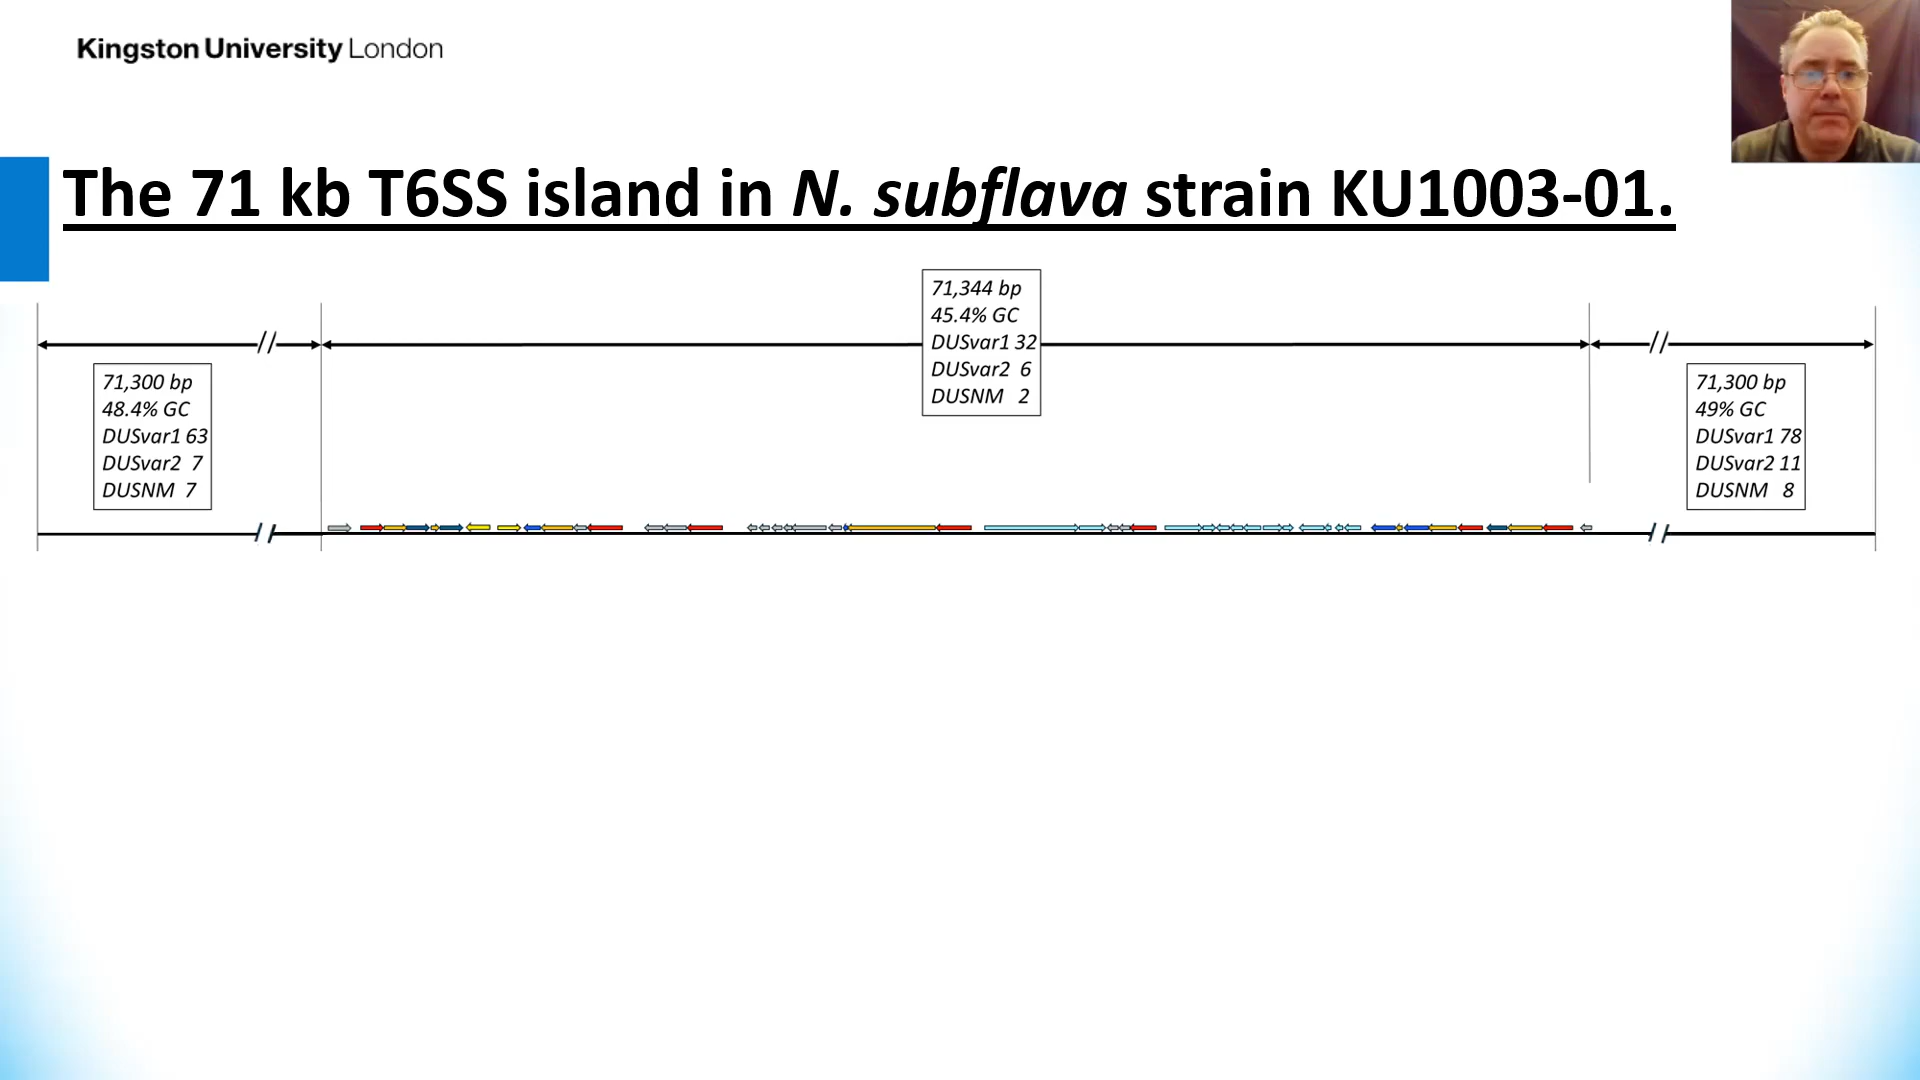 Kingston University London
The 71 kb T6SS island in N. subflava strain KU1003-01.
71,344 bp
45.4% GC
DUSvar1 32
DUSvar2 6
DUSNM 2
71,300 bp
48.4% GC
DUSvar1 63
DUSvar2 7
DUSNM 7
71,300 bp
49% GC
DUSvar1 78
DUSvar2 11
DUSNM 8